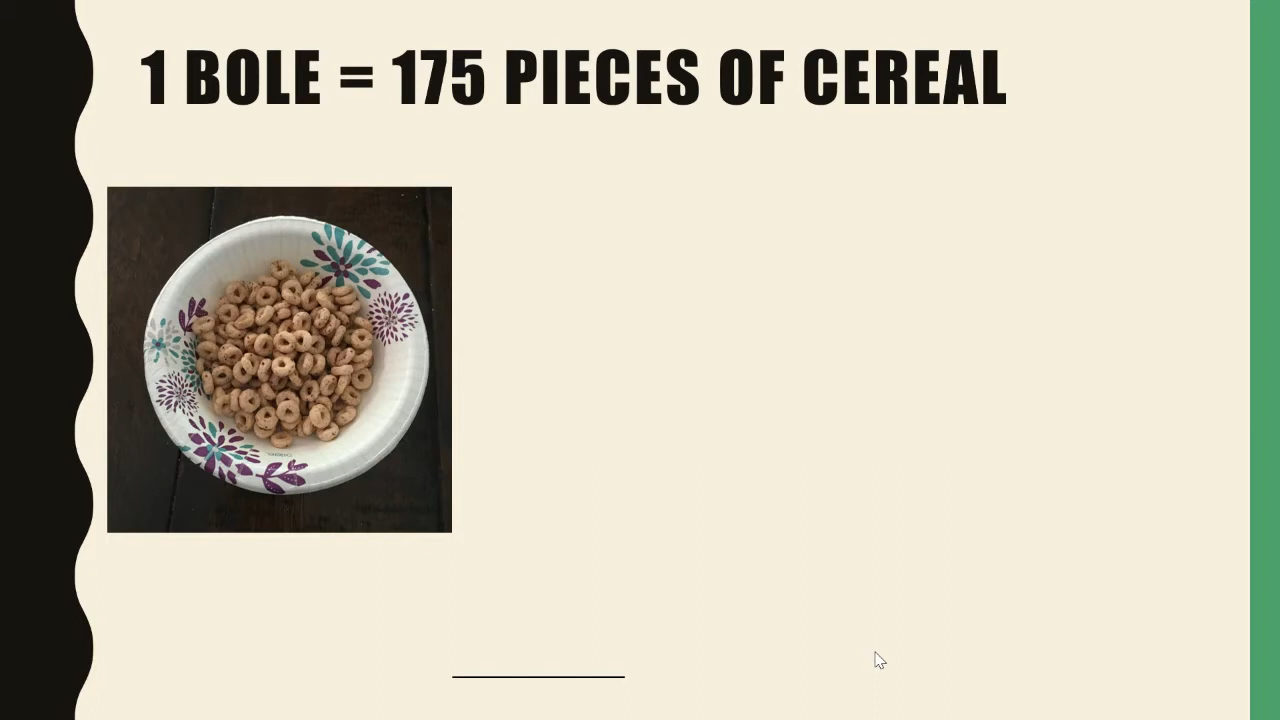 1 BOLE = 175 PIECES OF CEREAL